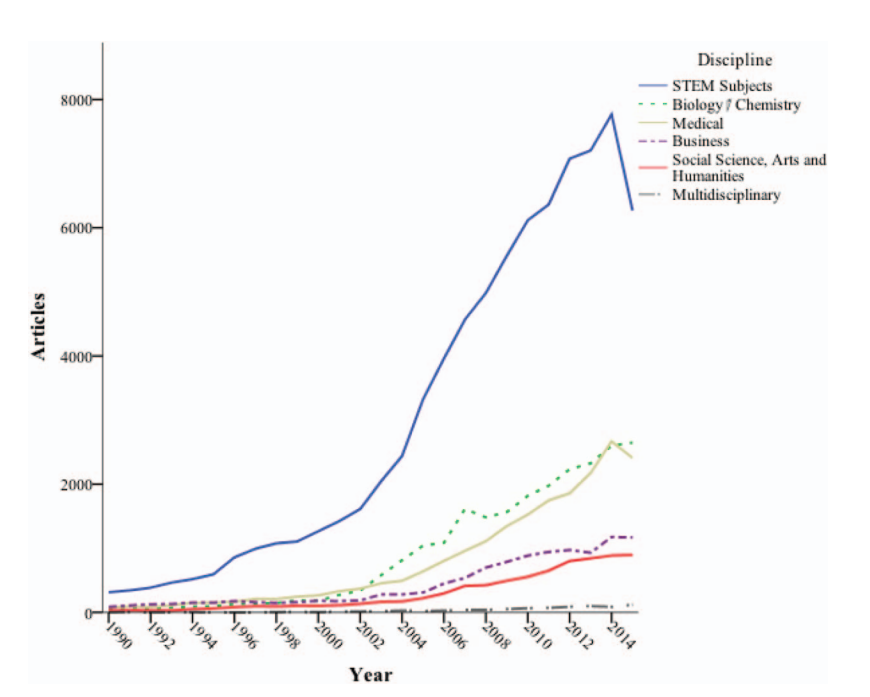 Discipline
STEM Subjects
Biology / Chemistry
Medical
Business
Social Science, Arts and
Humanities
Multidisciplinary
8000
6000
4000
2000
0
Articles
1990
1992
1994
1996
1998
2000
2002
2004
2006
2008
2010
2012
2014
Year